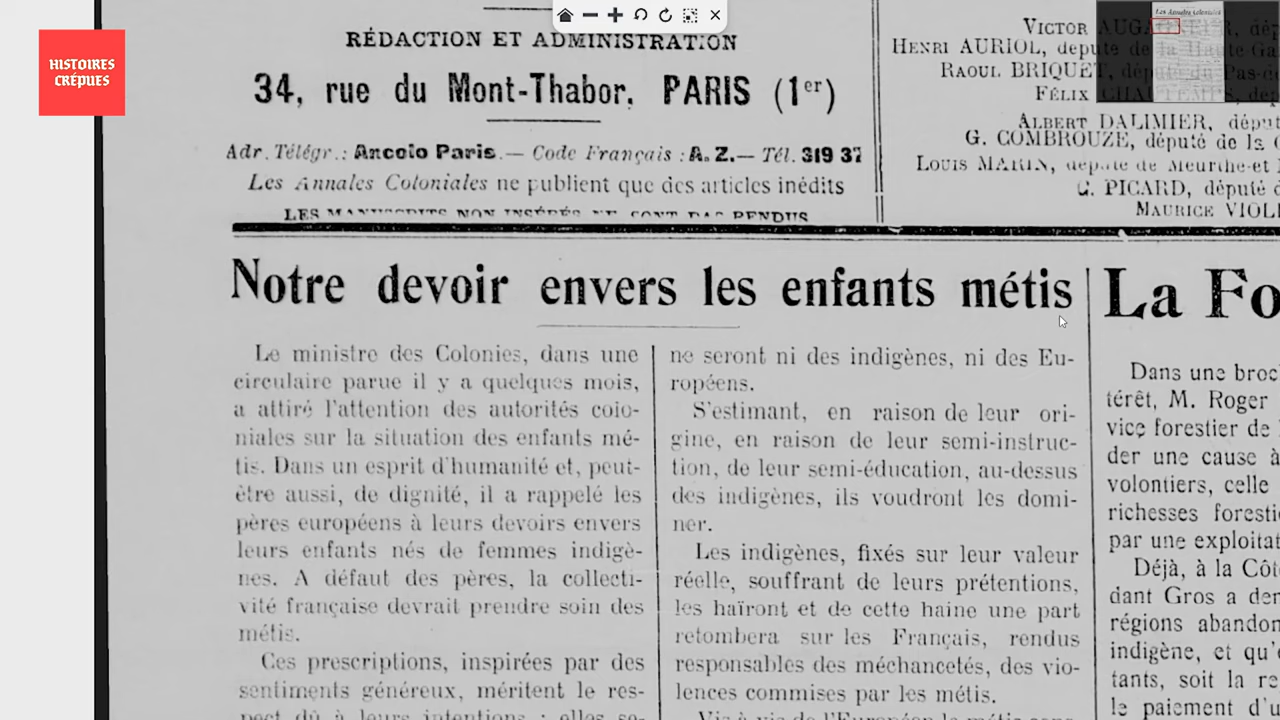 HISTOIRES
CRÉPUES
RÉDACTION ET ADMINISTRATION
34, rue du Mont-Thabor, PARIS (1er)
Adr. Télégr.: Ancolo Paris.— Code Français : A. Z.— Tél. 319 37
Les Annales Coloniales ne publient que des articles inédits
LES MANUSCRITS NON INSÉRÉS NE SONT PAS RENDUS
Victor AUGAGNEUR, dép
Henri AURIOL, député de la Haute-Ga
Raoul BRIQUET, député du Pas-d
Félix CHAUTEMPS, dép
Albert DALIMIER, déput
G. COMBROUZE, député de la G
Louis MARIN, député de Meurthe-et
PICARD, député d
Maurice VIOL
Les Annales Coloniales
Notre devoir envers les enfants métis
Le ministre des Colonies, dans une
circulaire parue il y a quelques mois,
a attiré l'attention des autorités colo-
niales sur la situation des enfants mé-
tis. Dans un esprit d'humanité et, peut-
être aussi, de dignité, il a rappelé les
pères européens à leurs devoirs envers
leurs enfants nés de femmes indigè-
nes. A défaut des pères, la collecti-
vité française devrait prendre soin des
métis.
Ces prescriptions, inspirées par des
sentiments généreux, méritent le res-
pect dû à leurs intentions ; elles se-
ne seront ni des indigènes, ni des Eu-
ropéens.
S'estimant, en raison de leur ori-
gine, en raison de leur semi-instruc-
tion, de leur semi-éducation, au-dessus
des indigènes, ils voudront les domi-
ner.
Les indigènes, fixés sur leur valeur
réelle, souffrant de leurs prétentions,
les haïront et de cette haine une part
retombera sur les Français, rendus
responsables des méchancetés, des vio-
lences commises par les métis.
Vis à vis de l'Européen le métis
La Fo
Dans une broc
térêt, M. Roger
vice forestier de
der une cause à
volontiers, celle
richesses foresti
par une exploitat
Déjà, à la Côt
dant Gros a der
régions abandon
indigène, et qu'
tants, soit la re
le paiement d'u